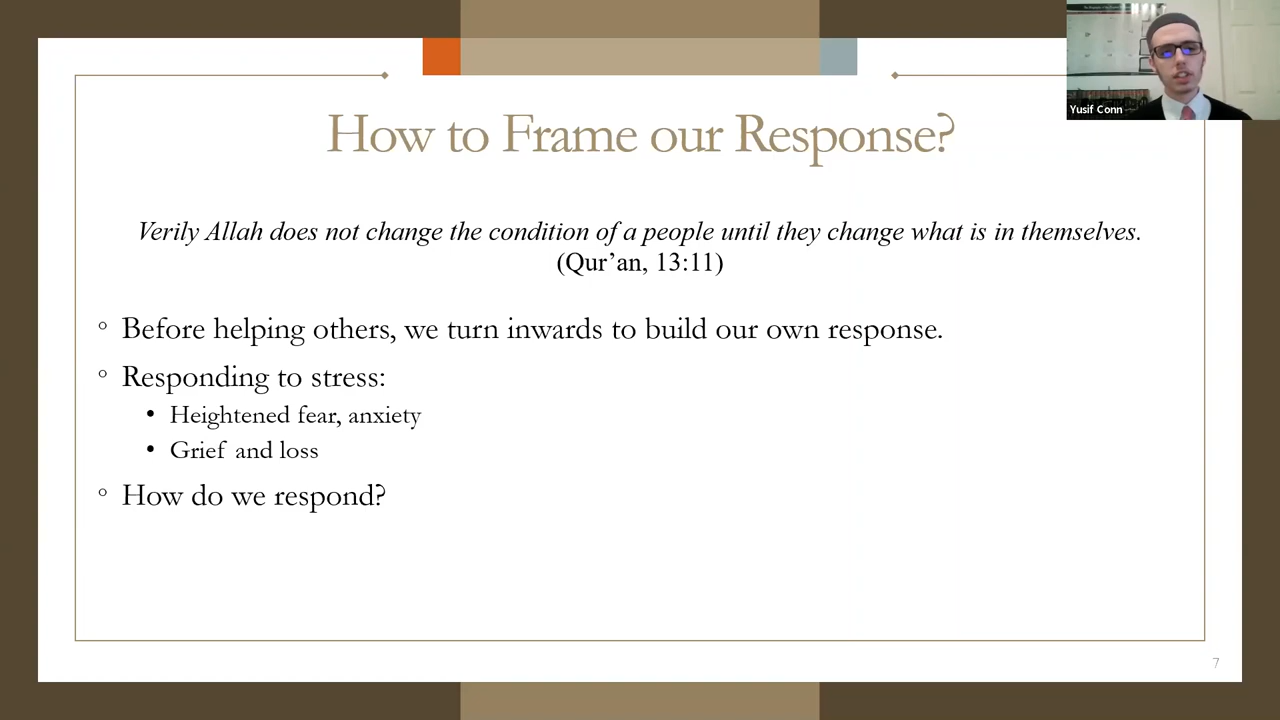 Yusif Conn
How to Frame our Response?
Verily Allah does not change the condition of a people until they change what is in themselves.
(Qur’an, 13:11)
° Before helping others, we turn inwards to build our own response.
° Responding to stress:
• Heightened fear, anxiety
• Grief and loss
° How do we respond?
7